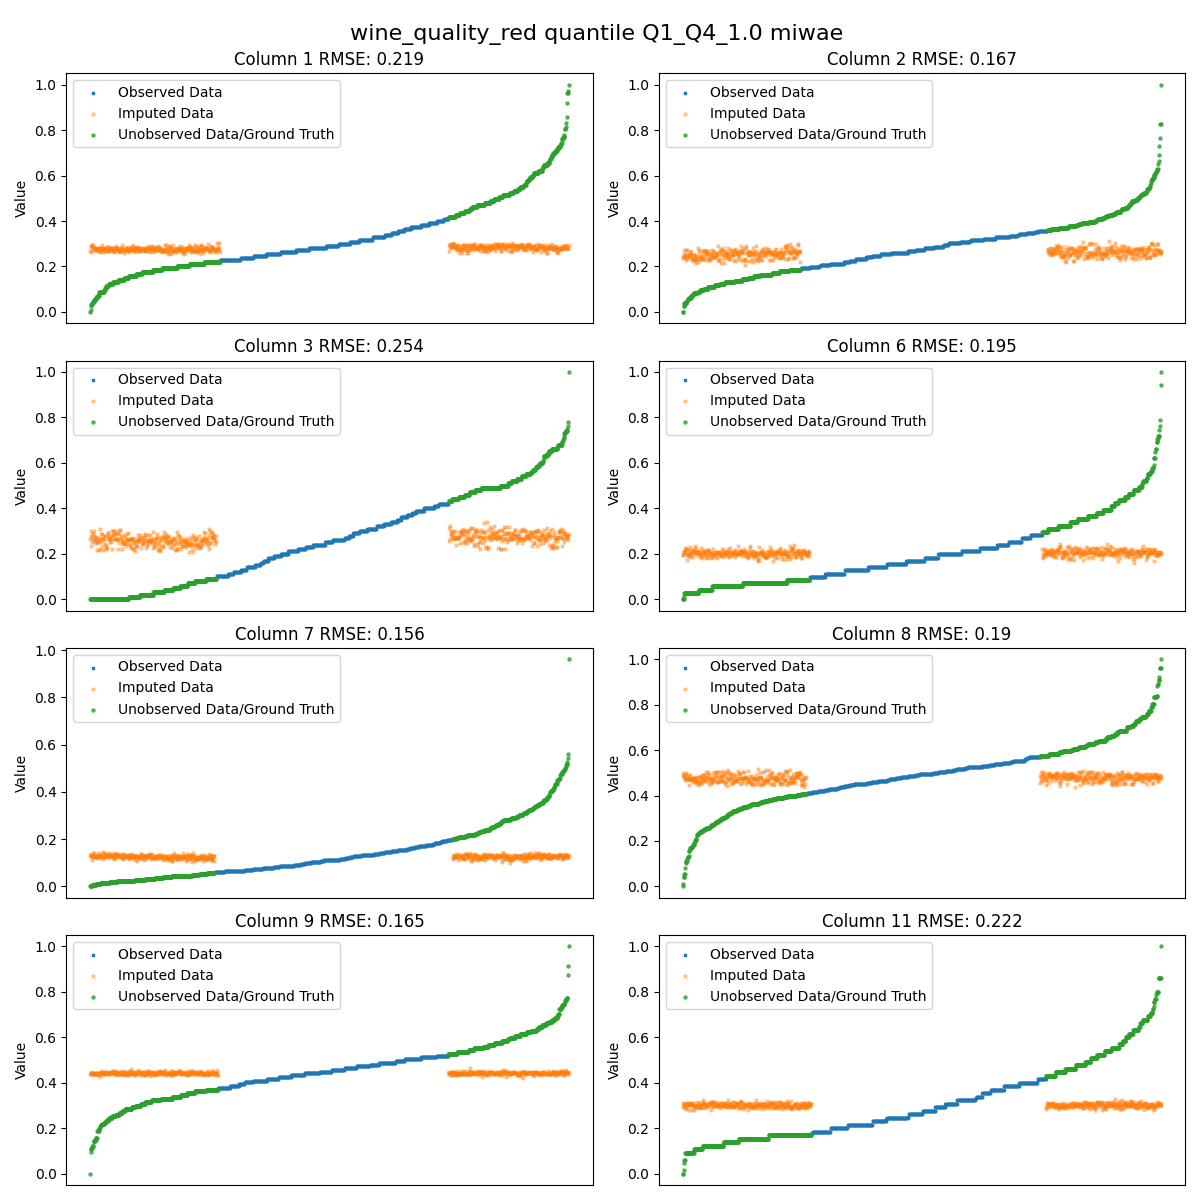 wine_quality_red quantile Q1_Q4_1.0 miwae
Column 1 RMSE: 0.219
Value
1.0
0.8
0.6
0.4
0.2
0.0
Observed Data
Imputed Data
Unobserved Data/Ground Truth
Column 2 RMSE: 0.167
Value
1.0
0.8
0.6
0.4
0.2
0.0
Observed Data
Imputed Data
Unobserved Data/Ground Truth
Column 3 RMSE: 0.254
Value
1.0
0.8
0.6
0.4
0.2
0.0
Observed Data
Imputed Data
Unobserved Data/Ground Truth
Column 6 RMSE: 0.195
Value
1.0
0.8
0.6
0.4
0.2
0.0
Observed Data
Imputed Data
Unobserved Data/Ground Truth
Column 7 RMSE: 0.156
Value
1.0
0.8
0.6
0.4
0.2
0.0
Observed Data
Imputed Data
Unobserved Data/Ground Truth
Column 8 RMSE: 0.19
Value
1.0
0.8
0.6
0.4
0.2
0.0
Observed Data
Imputed Data
Unobserved Data/Ground Truth
Column 9 RMSE: 0.165
Value
1.0
0.8
0.6
0.4
0.2
0.0
Observed Data
Imputed Data
Unobserved Data/Ground Truth
Column 11 RMSE: 0.222
Value
1.0
0.8
0.6
0.4
0.2
0.0
Observed Data
Imputed Data
Unobserved Data/Ground Truth